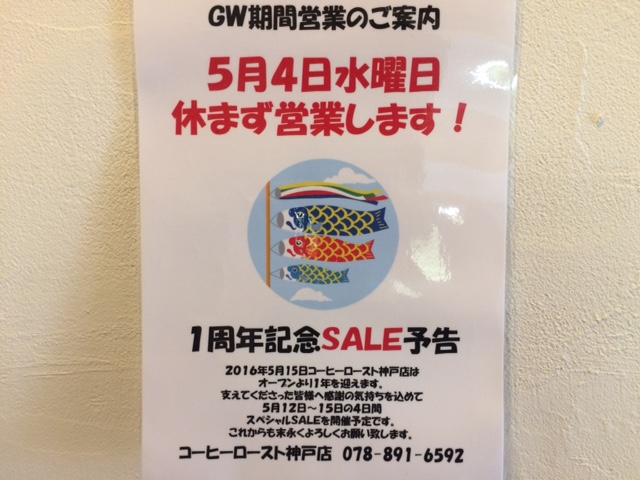 GW期間営業のご案内
5月4日水曜日
休まず営業します!
1周年記念SALE予告
2016年5月15日コーヒーロースト神戸店は
オープンより1年を迎えます。
支えてくださった皆様へ感謝の気持ちを込めて
5月12日～15日の4日間
スペシャルSALEを開催予定です。
これからも末永くよろしくお願い致します。
コーヒーロースト神戸店 078-891-6592